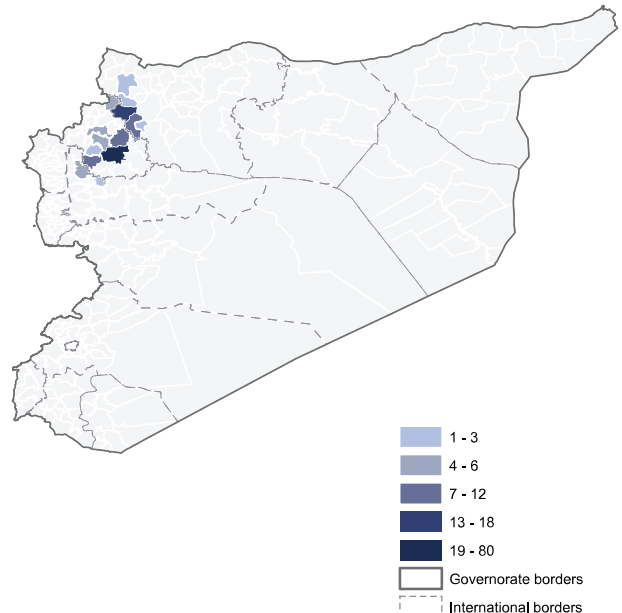 1 - 3
4 - 6
7 - 12
13 - 18
19 - 80
Governorate borders
International borders